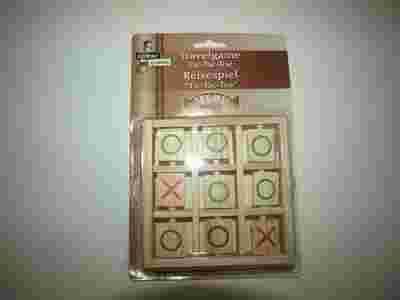 Travelgame
"Tic-Tac-Toe"
Reisespiel
"Tic-Tac-Toe"
O O O
X O O
O O X